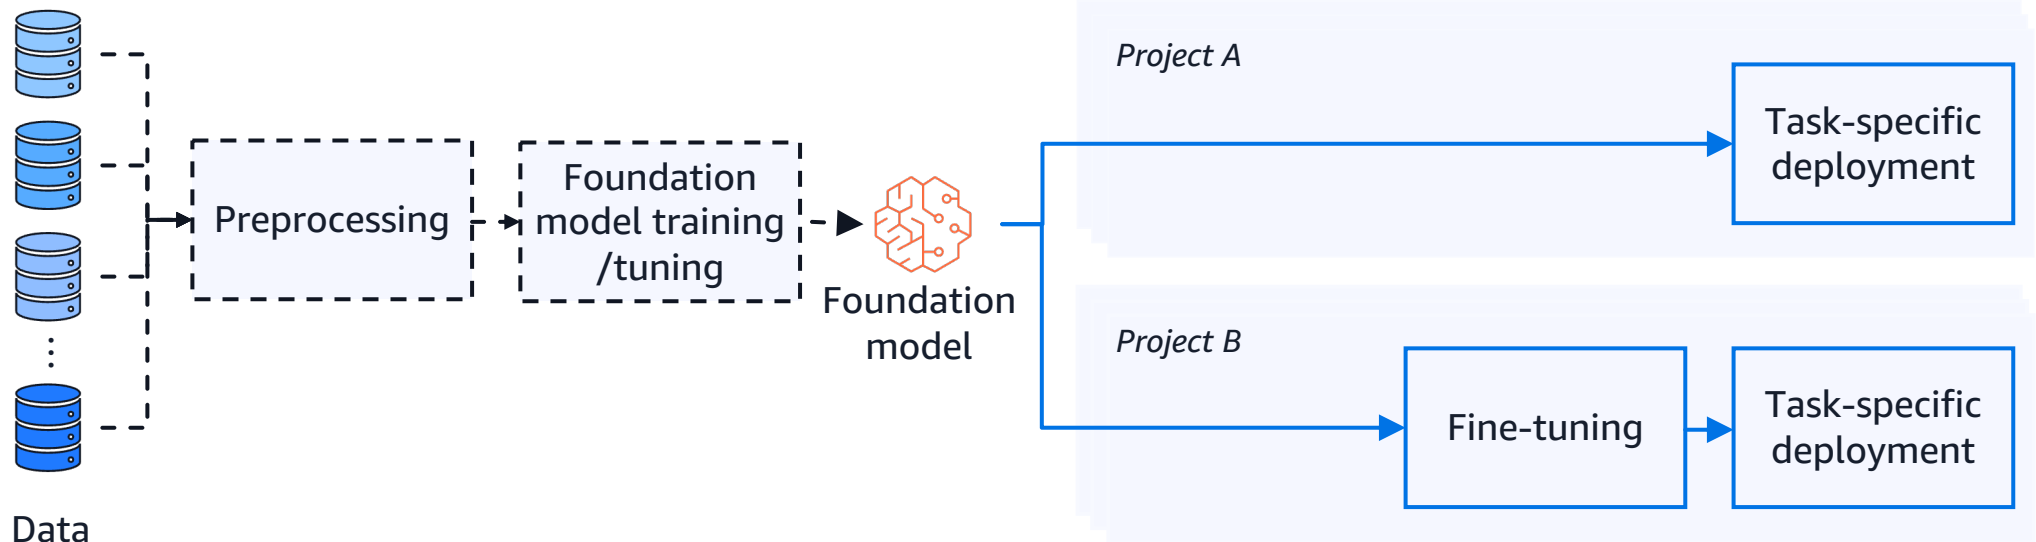 Data
Preprocessing
Foundation
model training
/tuning
Foundation
model
Project A
Task-specific
deployment
Project B
Fine-tuning
Task-specific
deployment